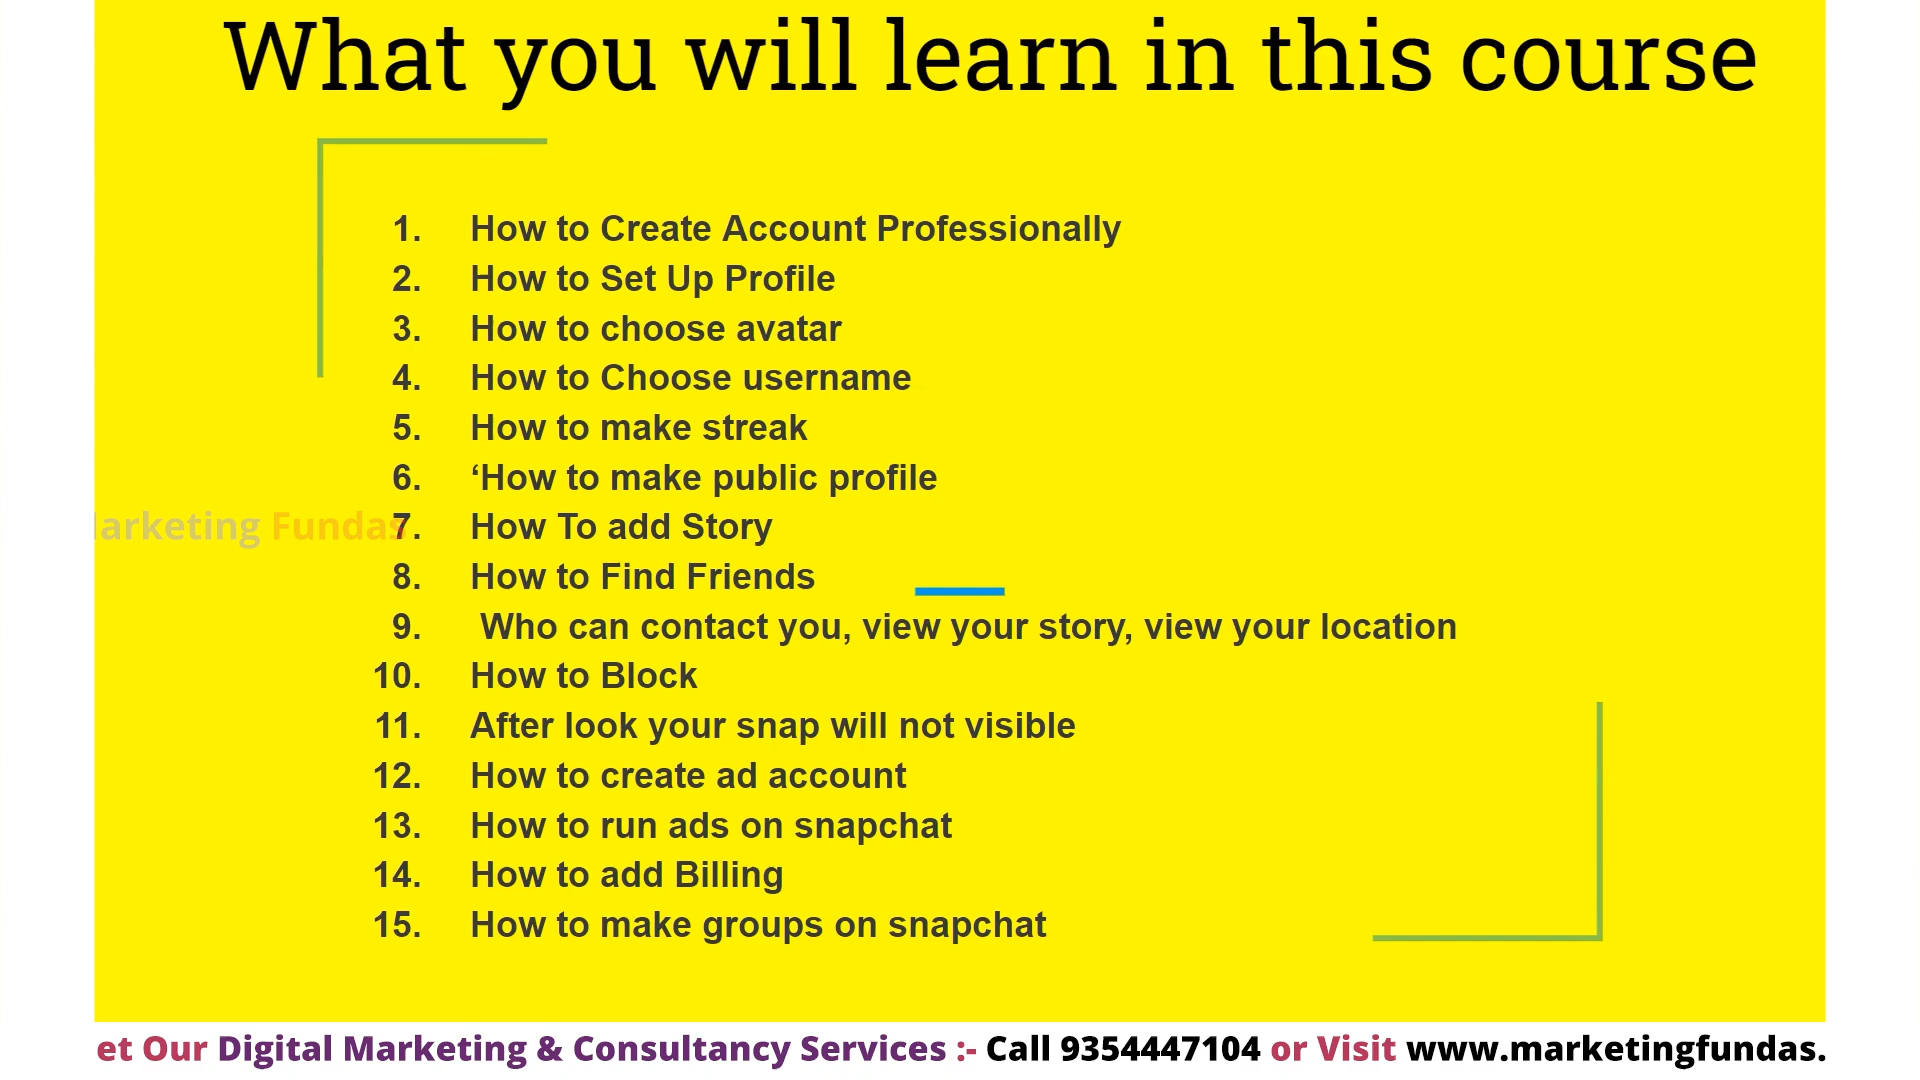 What you will learn in this course
1. How to Create Account Professionally
2. How to Set Up Profile
3. How to choose avatar
4. How to Choose username
5. How to make streak
6. ‘How to make public profile
arketing Fundas
7. How To add Story
8. How to Find Friends
9. Who can contact you, view your story, view your location
10. How to Block
11. After look your snap will not visible
12. How to create ad account
13. How to run ads on snapchat
14. How to add Billing
15. How to make groups on snapchat
et Our Digital Marketing & Consultancy Services :- Call 9354447104 or Visit www.marketingfundas.